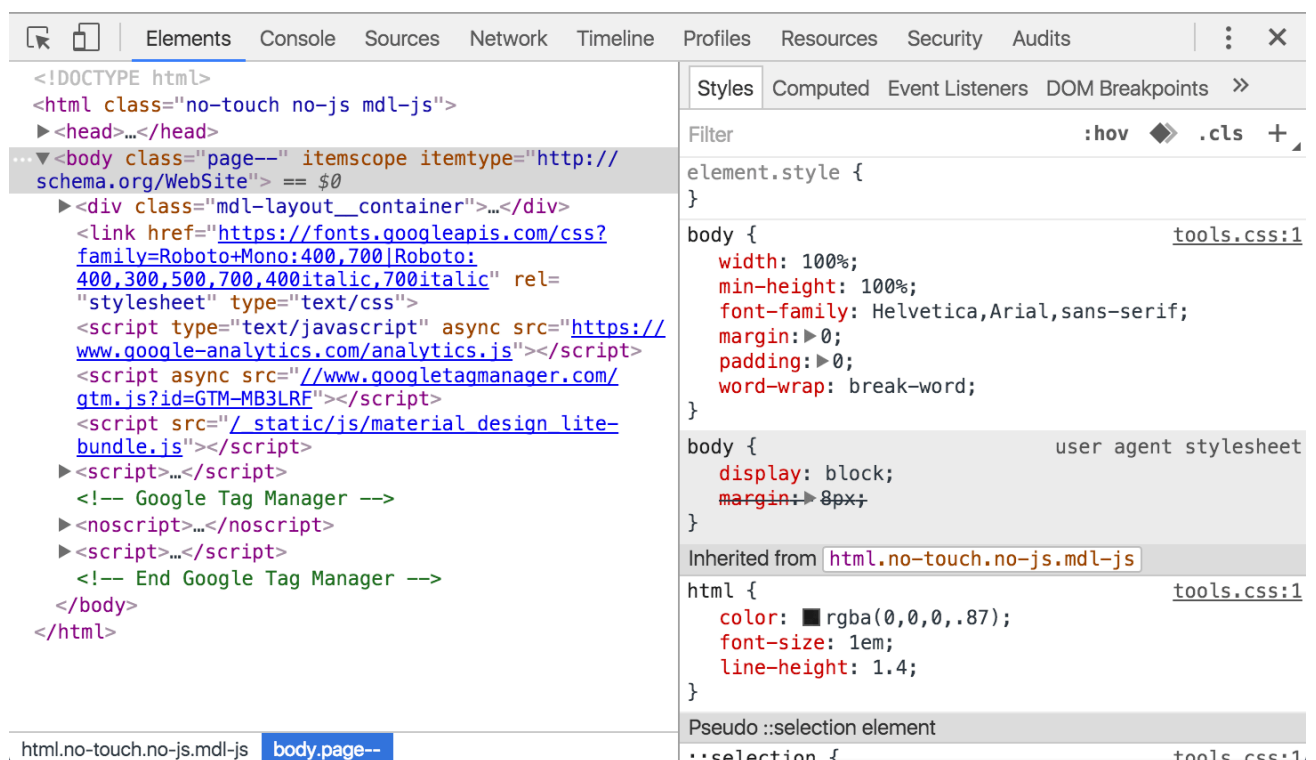 Elements Console Sources Network Timeline Profiles Resources Security Audits
<!DOCTYPE html>
<html class="no-touch no-js mdl-js">
▶<head>…</head>
…▼<body class="page--" itemscope itemtype="http://
schema.org/WebSite"> == $0
▶<div class="mdl-layout__container">…</div>
<link href="https://fonts.googleapis.com/css?
family=Roboto+Mono:400,700|Roboto:
400,300,500,700,400italic,700italic" rel=
"stylesheet" type="text/css">
<script type="text/javascript" async src="https://
www.google-analytics.com/analytics.js"></script>
<script async src="//www.googletagmanager.com/
gtm.js?id=GTM-MB3LRF"></script>
<script src="/_static/js/material_design_lite-
bundle.js"></script>
▶<script>…</script>
<!-- Google Tag Manager -->
▶<noscript>…</noscript>
▶<script>…</script>
<!-- End Google Tag Manager -->
</body>
</html>
html.no-touch.no-js.mdl-js body.page--
Styles Computed Event Listeners DOM Breakpoints »
Filter :hov .cls +
element.style {
}
body { tools.css:1
width: 100%;
min-height: 100%;
font-family: Helvetica,Arial,sans-serif;
margin:▶0;
padding:▶0;
word-wrap: break-word;
}
body { user agent stylesheet
display: block;
margin:▶8px;
}
Inherited from html.no-touch.no-js.mdl-js
html { tools.css:1
color: rgba(0,0,0,.87);
font-size: 1em;
line-height: 1.4;
}
Pseudo ::selection element
::selection { tools.css:1